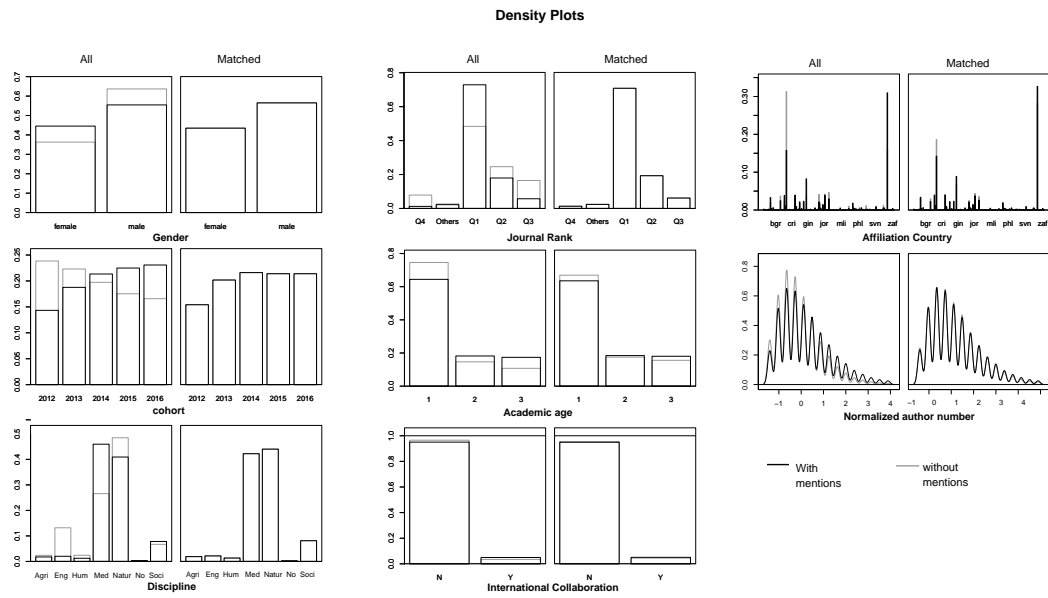 Density Plots
All Matched
0.0 0.1 0.2 0.3 0.4 0.5 0.6 0.7
female male female male
Gender
All Matched
0.0 0.2 0.4 0.6 0.8
Q4 Others Q1 Q2 Q3 Q4 Others Q1 Q2 Q3
Journal Rank
All Matched
0.00 0.10 0.20 0.30
bgr cri gin jor mli phl svn zaf bgr cri gin jor mli phl svn zaf
Affiliation Country
0.00 0.05 0.10 0.15 0.20 0.25
2012 2013 2014 2015 2016 2012 2013 2014 2015 2016
cohort
0.0 0.2 0.4 0.6 0.8
1 2 3 1 2 3
Academic age
0.0 0.2 0.4 0.6 0.8
−1 0 1 2 3 4 −1 0 1 2 3 4
Normalized author number
0.0 0.1 0.2 0.3 0.4 0.5
Agri Eng Hum Med Natur No Soci Agri Eng Hum Med Natur No Soci
Discipline
0.0 0.2 0.4 0.6 0.8 1.0
N Y N Y
International Collaboration
With
mentions
without
mentions